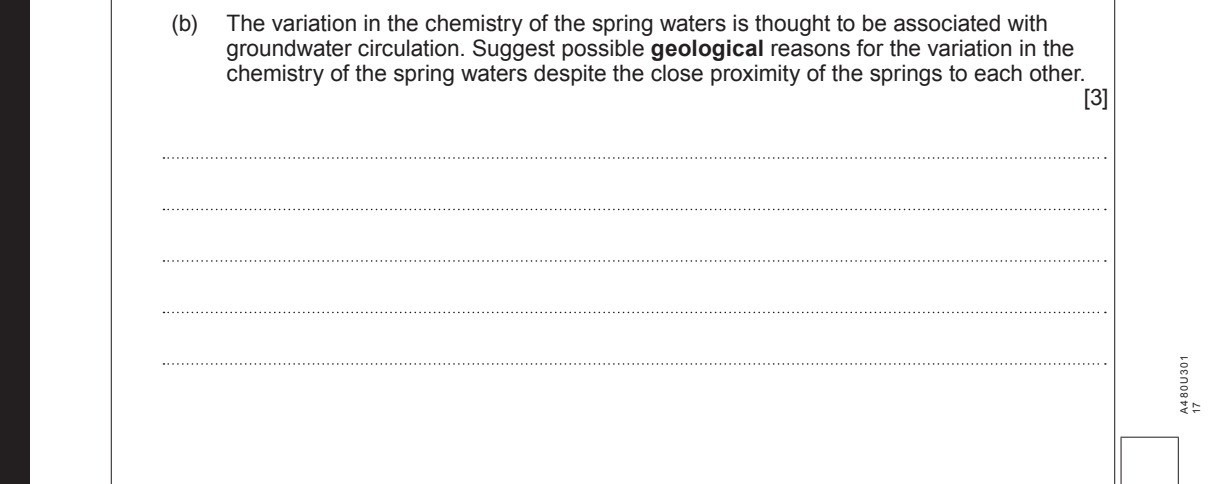 (b) The variation in the chemistry of the spring waters is thought to be associated with
groundwater circulation. Suggest possible geological reasons for the variation in the
chemistry of the spring waters despite the close proximity of the springs to each other.
[3]
A480U301
17